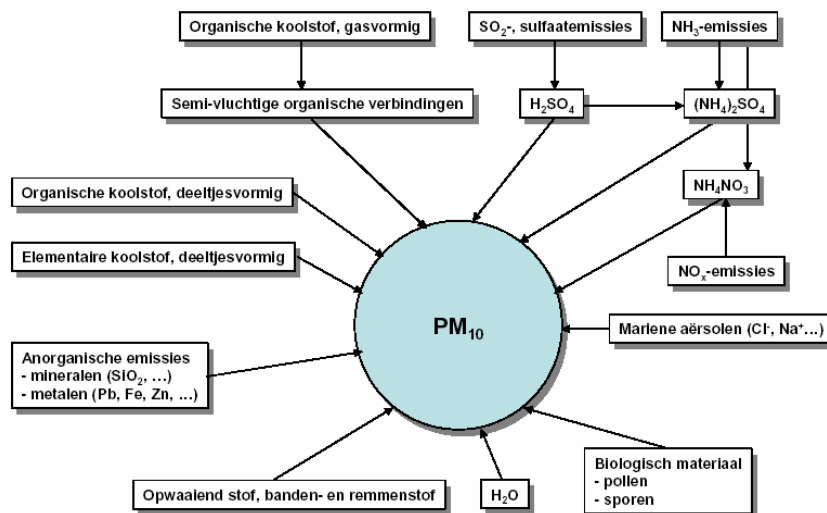 Organische koolstof, gasvormig
SO₂-, sulfaatemissies
NH₃-emissies
Semi-vluchtige organische verbindingen
H₂SO₄
(NH₄)₂SO₄
Organische koolstof, deeltjesvormig
NH₄NO₃
Elementaire koolstof, deeltjesvormig
NOₓ-emissies
PM₁₀
Mariene aërsolen (Cl⁻, Na⁺...)
Anorganische emissies
- mineralen (SiO₂, ...)
- metalen (Pb, Fe, Zn, ...)
Opwaaiend stof, banden- en remmenstof
H₂O
Biologisch materiaal
- pollen
- sporen